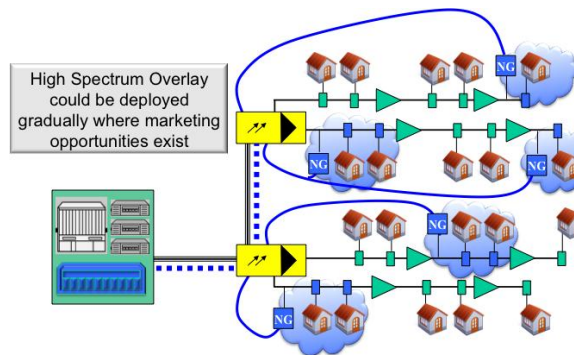 High Spectrum Overlay
could be deployed
gradually where marketing
opportunities exist
NG
NG
NG
NG
NG